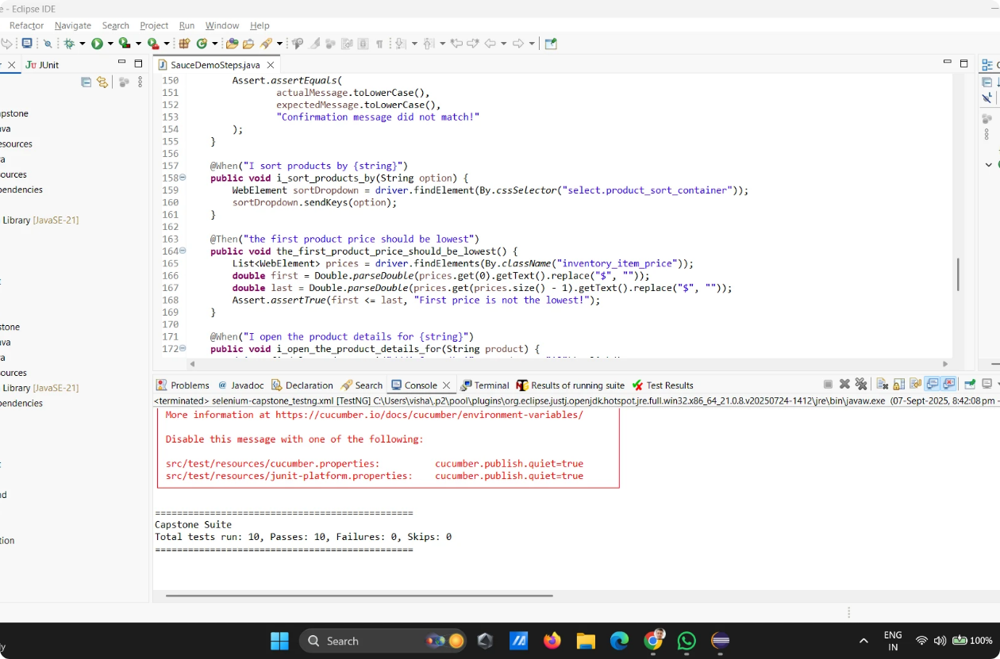 e - Eclipse IDE
Refactor Navigate Search Project Run Window Help
JUnit
SauceDemoSteps.java
150 Assert.assertEquals(
151 actualMessage.toLowerCase(),
152 expectedMessage.toLowerCase(),
153 "Confirmation message did not match!"
154 );
155 }
156
157 @When("I sort products by {string}")
158 public void i_sort_products_by(String option) {
159 WebElement sortDropdown = driver.findElement(By.cssSelector("select.product_sort_container"));
160 sortDropdown.sendKeys(option);
161 }
162
163 @Then("the first product price should be lowest")
164 public void the_first_product_price_should_be_lowest() {
165 List<WebElement> prices = driver.findElements(By.className("inventory_item_price"));
166 double first = Double.parseDouble(prices.get(0).getText().replace("$", ""));
167 double last = Double.parseDouble(prices.get(prices.size() - 1).getText().replace("$", ""));
168 Assert.assertTrue(first <= last, "First price is not the lowest!");
169 }
170
171 @When("I open the product details for {string}")
172 public void i_open_the_product_details_for(String product) {
pstone
va
esources
a
ources
pendencies
Library [JavaSE-21]
stone
va
a
sources
Library [JavaSE-21]
pendencies
nd
tion
Problems @ Javadoc Declaration Search Console Terminal Results of running suite Test Results
<terminated> selenium-capstone_testng.xml [TestNG] C:\Users\visha\.p2\pool\plugins\org.eclipse.justj.openjdk.hotspot.jre.full.win32.x86_64_21.0.8.v20250724-1412\jre\bin\javaw.exe (07-Sept-2025, 8:42:08 pm –
More information at https://cucumber.io/docs/cucumber/environment-variables/
Disable this message with one of the following:
src/test/resources/cucumber.properties: cucumber.publish.quiet=true
src/test/resources/junit-platform.properties: cucumber.publish.quiet=true
===============================================
Capstone Suite
Total tests run: 10, Passes: 10, Failures: 0, Skips: 0
===============================================
Search
ENG
IN
100%